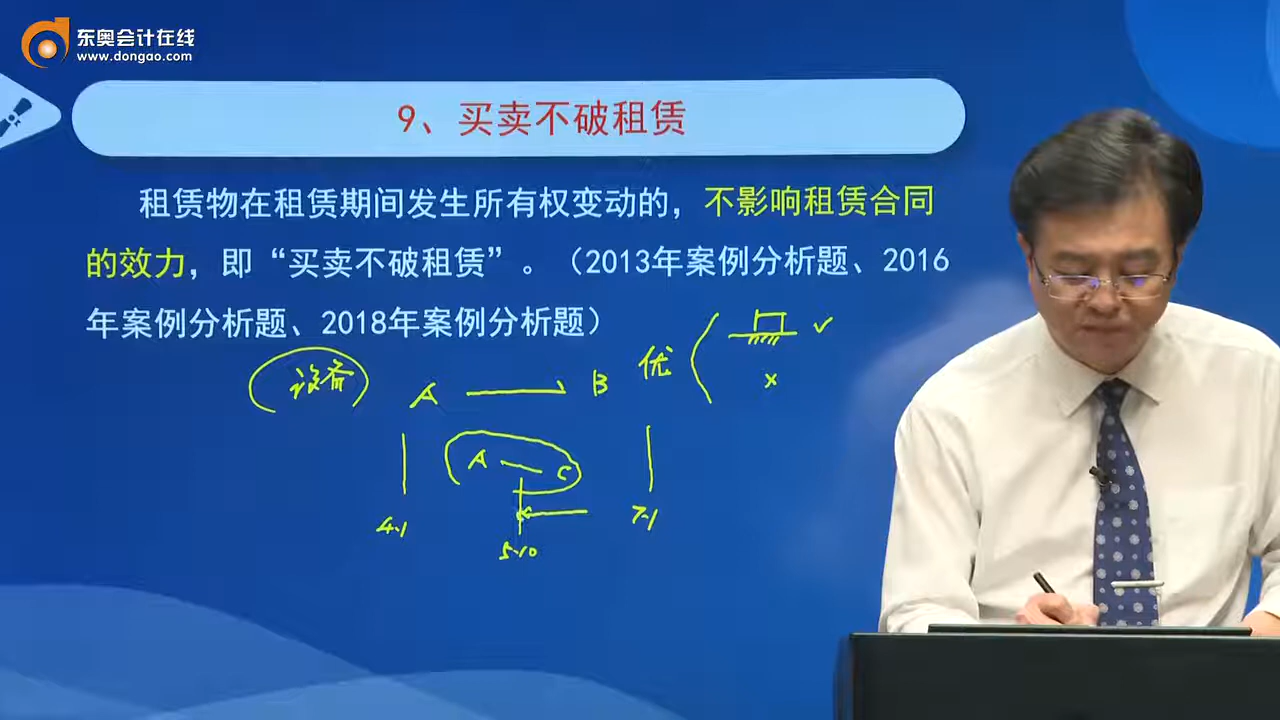 东奥会计在线
www.dongao.com
9、买卖不破租赁
租赁物在租赁期间发生所有权变动的，不影响租赁合同
的效力，即“买卖不破租赁”。（2013年案例分析题、2016
年案例分析题、2018年案例分析题）
设备 A B 优
A C
4.1 5.10 7.1